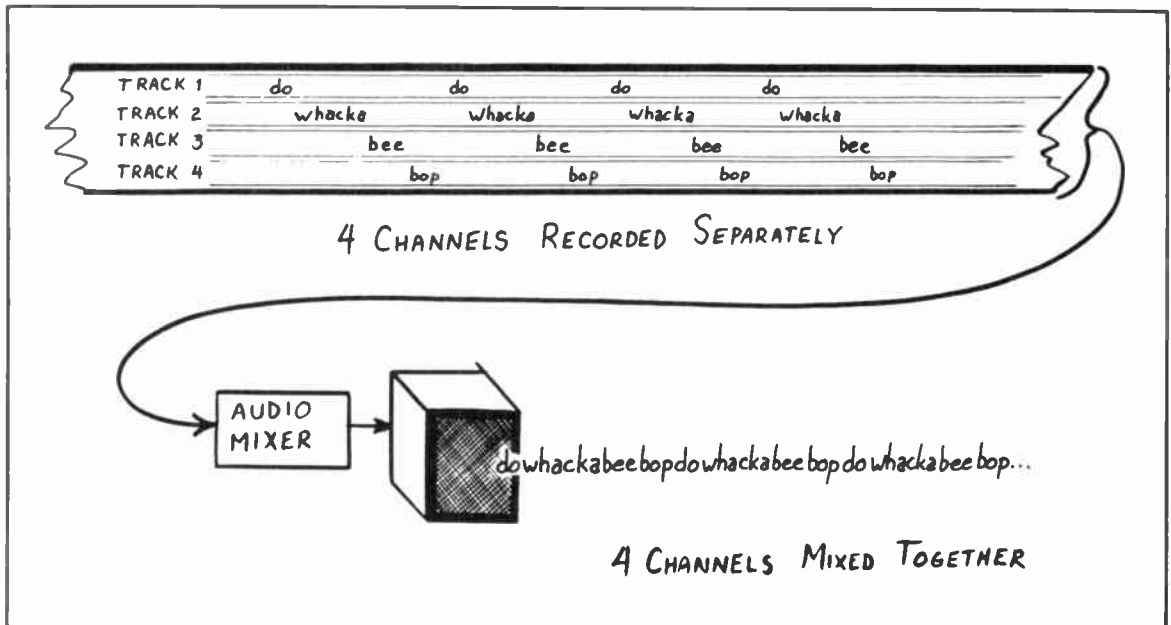 TRACK 1 do do do do
TRACK 2 whacka whacka whacka whacka
TRACK 3 bee bee bee bee
TRACK 4 bop bop bop bop
4 CHANNELS RECORDED SEPARATELY
AUDIO
MIXER
dowhackabeebopdowhackabeebopdowhackabeebop...
4 CHANNELS MIXED TOGETHER